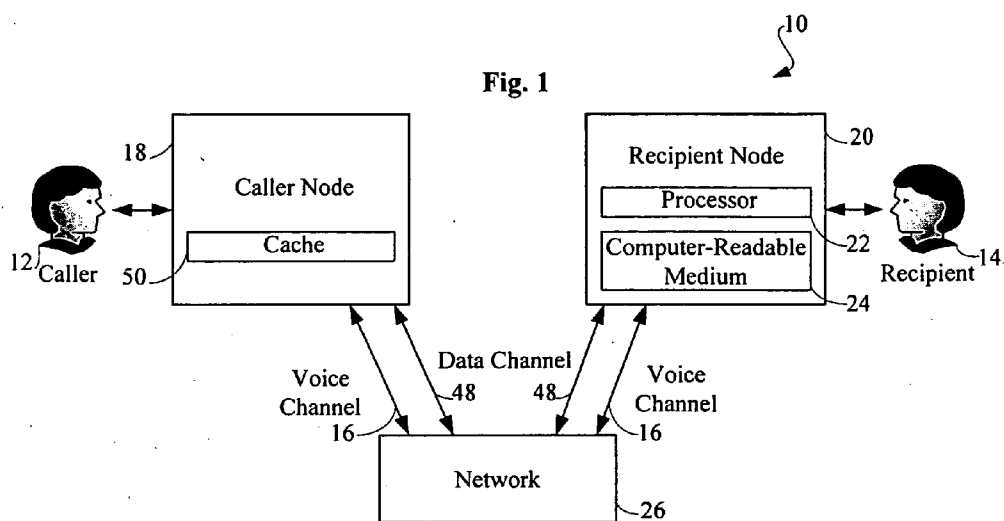 10
Fig. 1
18
20
Caller Node
Recipient Node
Processor
22
Cache
50
Computer-Readable
Medium
24
12
Caller
14
Recipient
Data Channel
Voice
Channel
Voice
Channel
48
48
16
16
Network
26